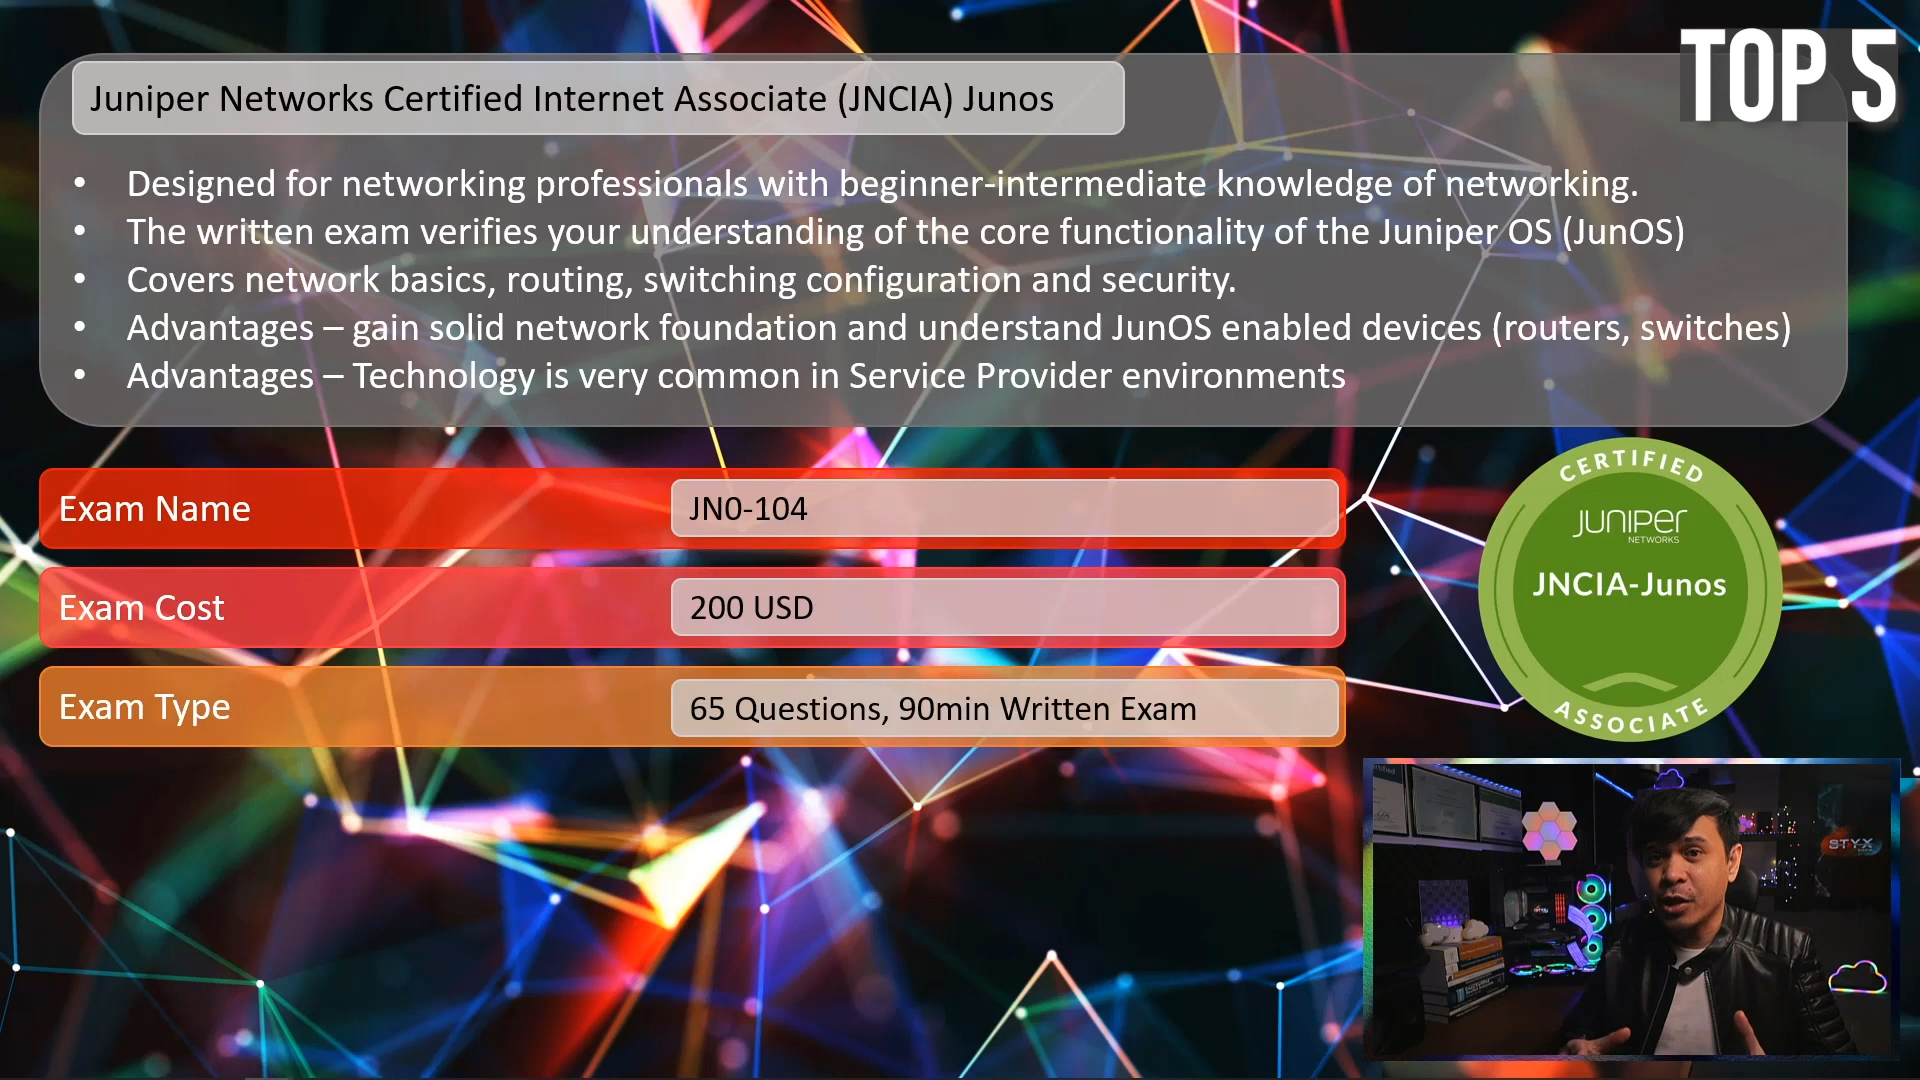 TOP 5
Juniper Networks Certified Internet Associate (JNCIA) Junos
• Designed for networking professionals with beginner-intermediate knowledge of networking.
• The written exam verifies your understanding of the core functionality of the Juniper OS (JunOS)
• Covers network basics, routing, switching configuration and security.
• Advantages – gain solid network foundation and understand JunOS enabled devices (routers, switches)
• Advantages – Technology is very common in Service Provider environments
Exam Name JN0-104
Exam Cost 200 USD
Exam Type 65 Questions, 90min Written Exam
CERTIFIED
JUNIPEr
NETWORKS
JNCIA-Junos
ASSOCIATE
STYX